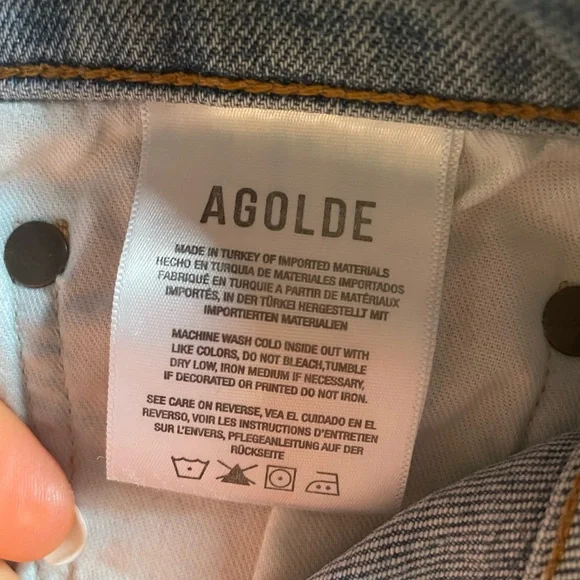 AGOLDE
MADE IN TURKEY OF IMPORTED MATERIALS
HECHO EN TURQUIA DE MATERIALES IMPORTADOS
FABRIQUÉ EN TURQUIE A PARTIR DE MATÉRIAUX
IMPORTÉS, IN DER TÜRKEI HERGESTELLT MIT
IMPORTIERTEN MATERIALIEN
MACHINE WASH COLD INSIDE OUT WITH
LIKE COLORS, DO NOT BLEACH,TUMBLE
DRY LOW, IRON MEDIUM IF NECESSARY,
IF DECORATED OR PRINTED DO NOT IRON.
SEE CARE ON REVERSE, VEA EL CUIDADO EN EL
REVERSO, VOIR LES INSTRUCTIONS D'ENTRETIEN
SUR L'ENVERS, PFLEGEANLEITUNG AUF DER
RÜCKSEITE